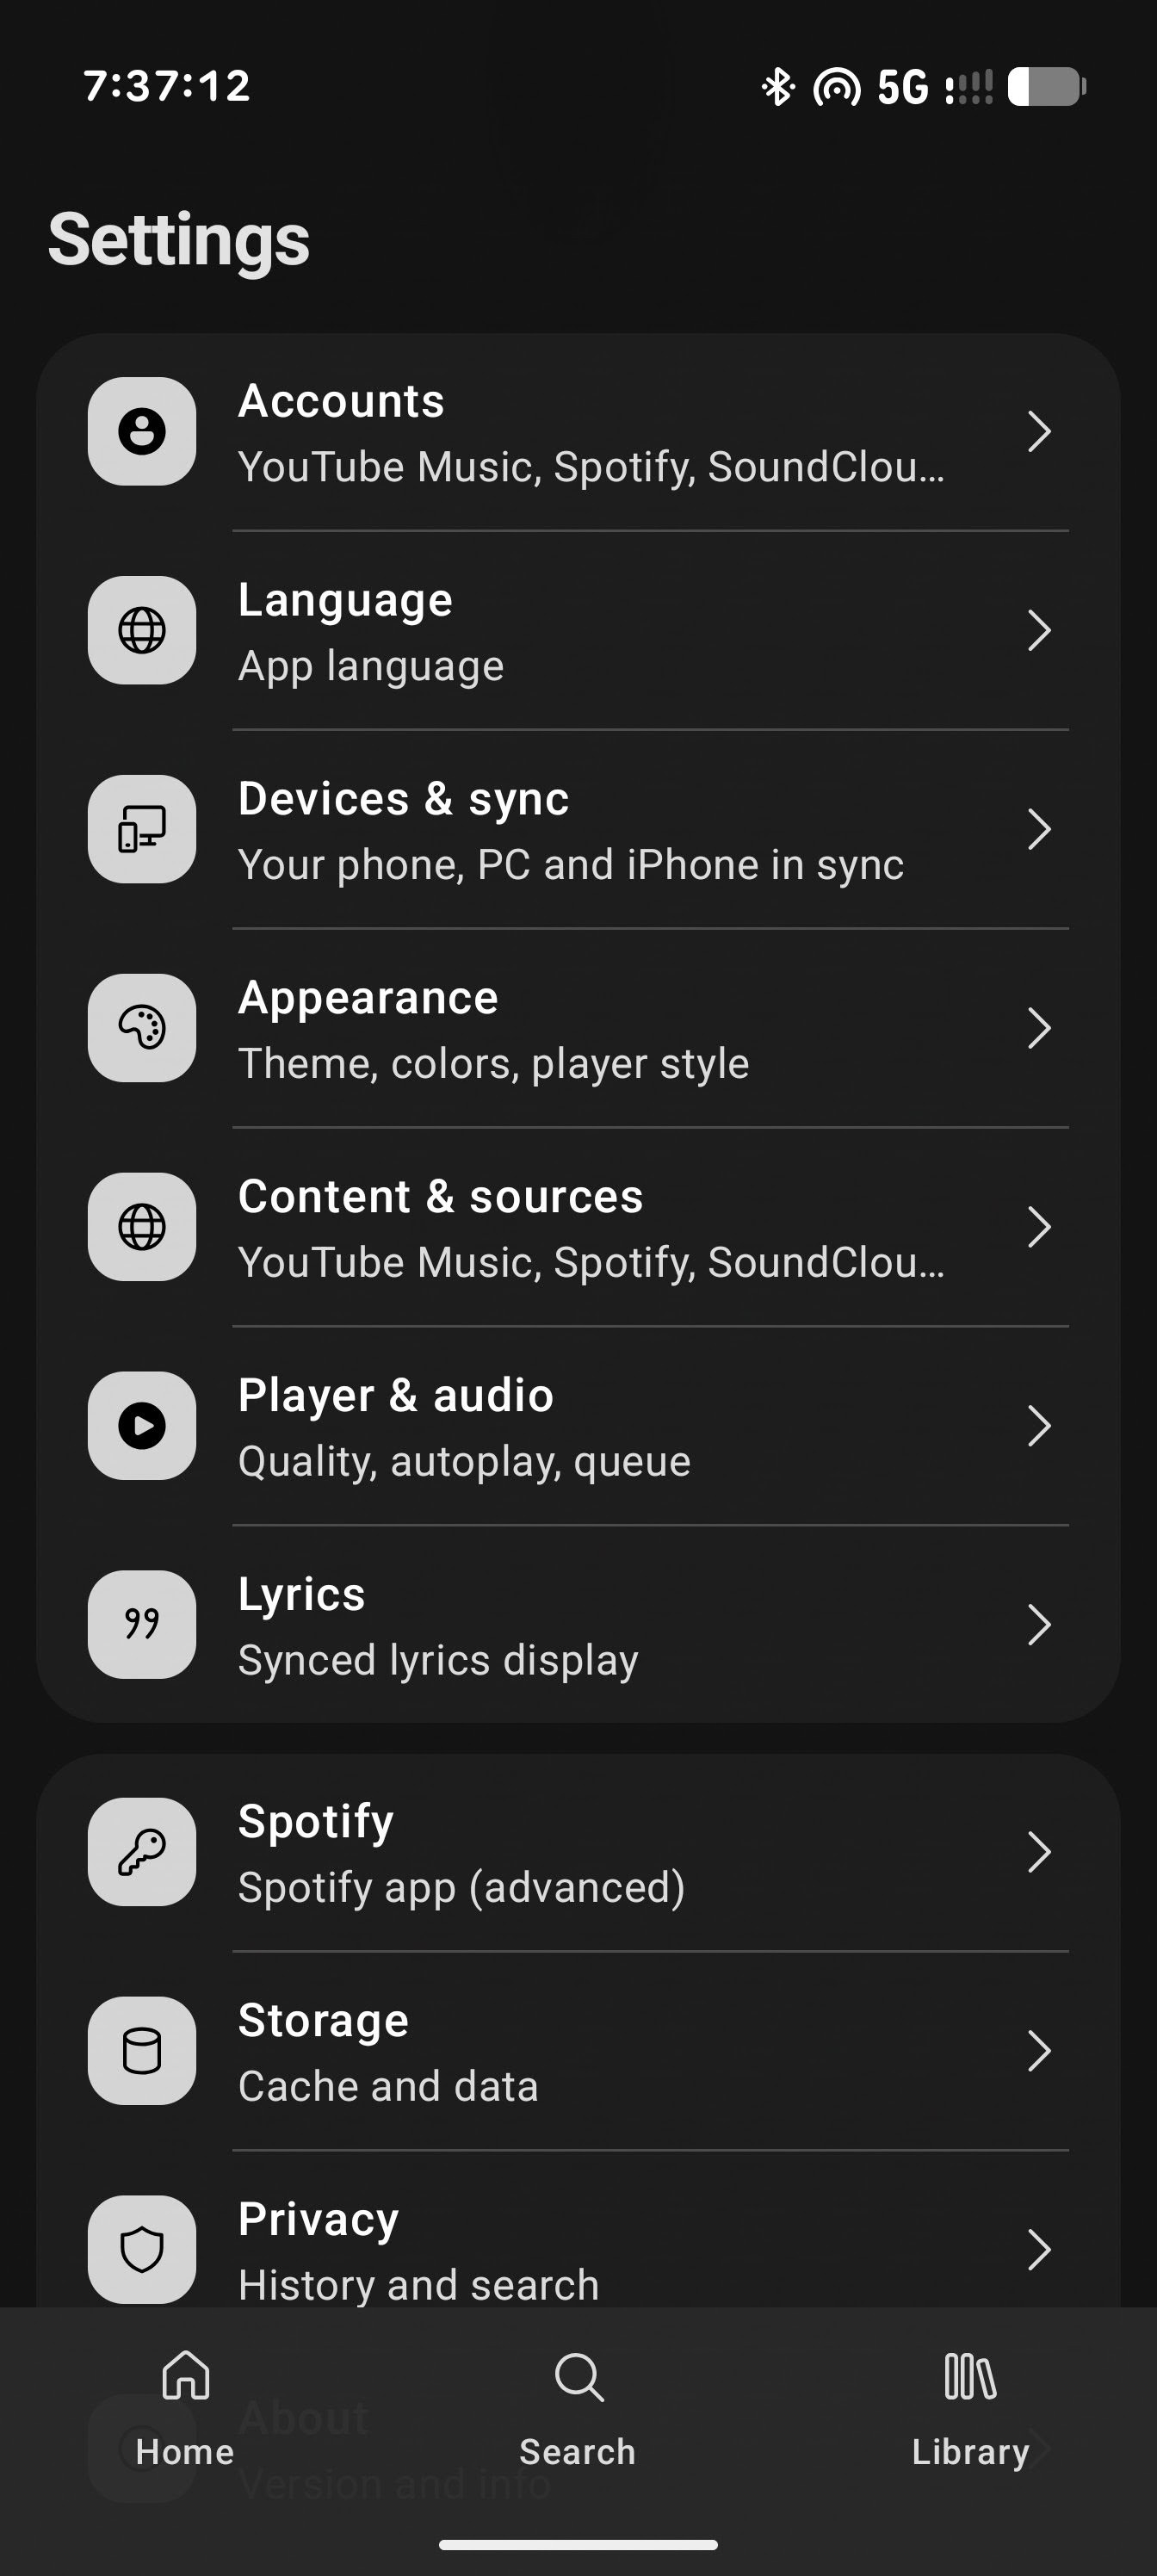 7:37:12
5G
Settings
Accounts
YouTube Music, Spotify, SoundClou...
Language
App language
Devices & sync
Your phone, PC and iPhone in sync
Appearance
Theme, colors, player style
Content & sources
YouTube Music, Spotify, SoundClou...
Player & audio
Quality, autoplay, queue
Lyrics
Synced lyrics display
Spotify
Spotify app (advanced)
Storage
Cache and data
Privacy
History and search
About
Version and info
Home
Search
Library